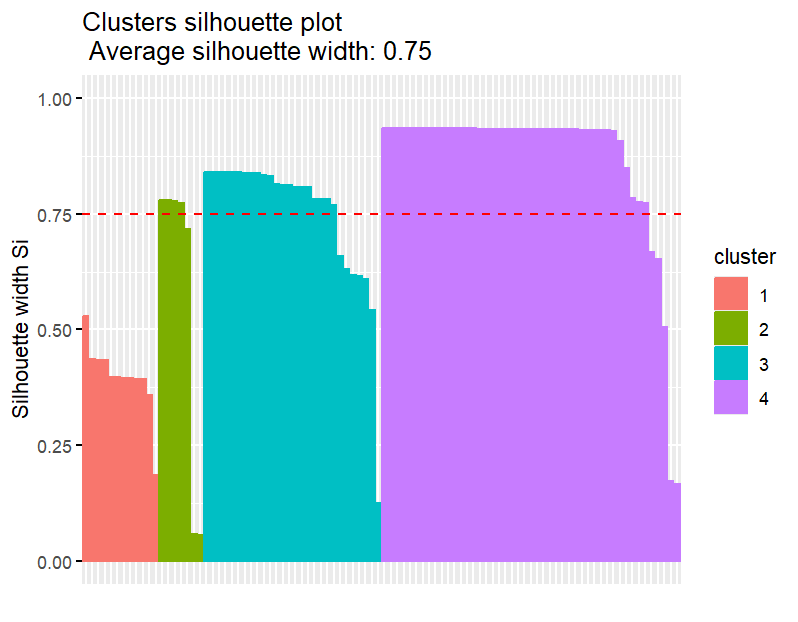 Clusters silhouette plot
Average silhouette width: 0.75
1.00
0.75
0.50
0.25
0.00
Silhouette width Si
cluster
1
2
3
4